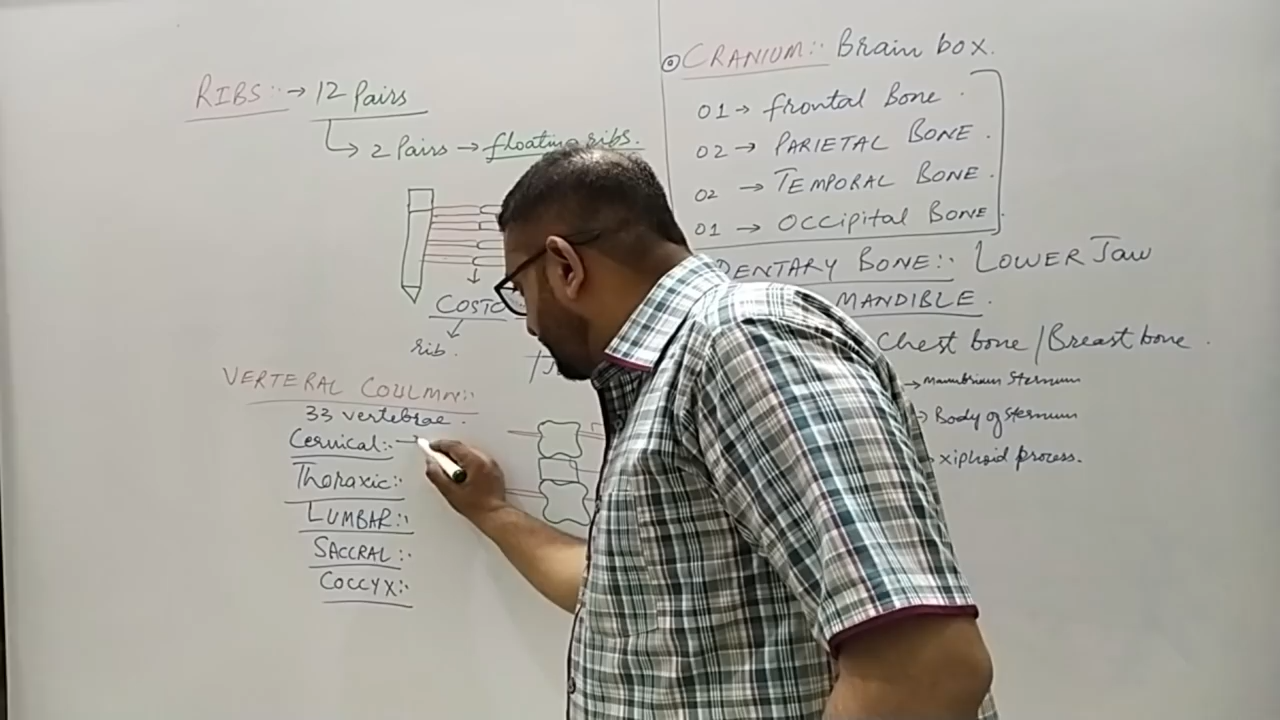 RIBS:: → 12 Pairs
→ 2 Pairs → floating ribs.
COSTO
rib.
VERTERAL COULMN::
33 vertebrae.
Cervical:-
Thoraxic:-
LUMBAR:-
SACCRAL:-
COCCYX:-
CRANIUM:: Brain box.
01 → frontal Bone.
02 → PARIETAL BONE.
02 → TEMPORAL BONE.
01 → OCCIPITAL BONE.
DENTARY BONE:- LOWER Jaw
MANDIBLE.
Chest bone/Breast bone.
→ Manubrium Sternum
Body of sternum
xiphoid process.